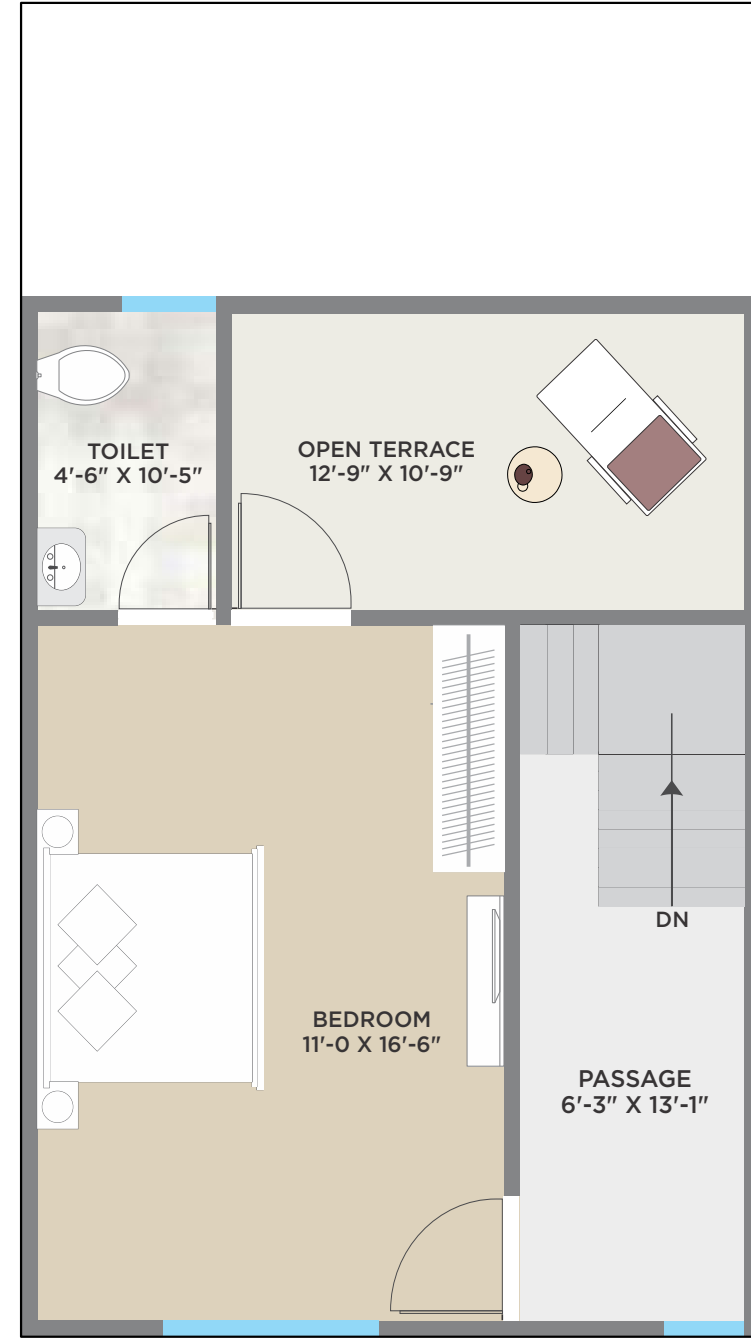 TOILET
4'-6" X 10'-5"
OPEN TERRACE
12'-9" X 10'-9"
DN
BEDROOM
11'-0 X 16'-6"
PASSAGE
6'-3" X 13'-1"